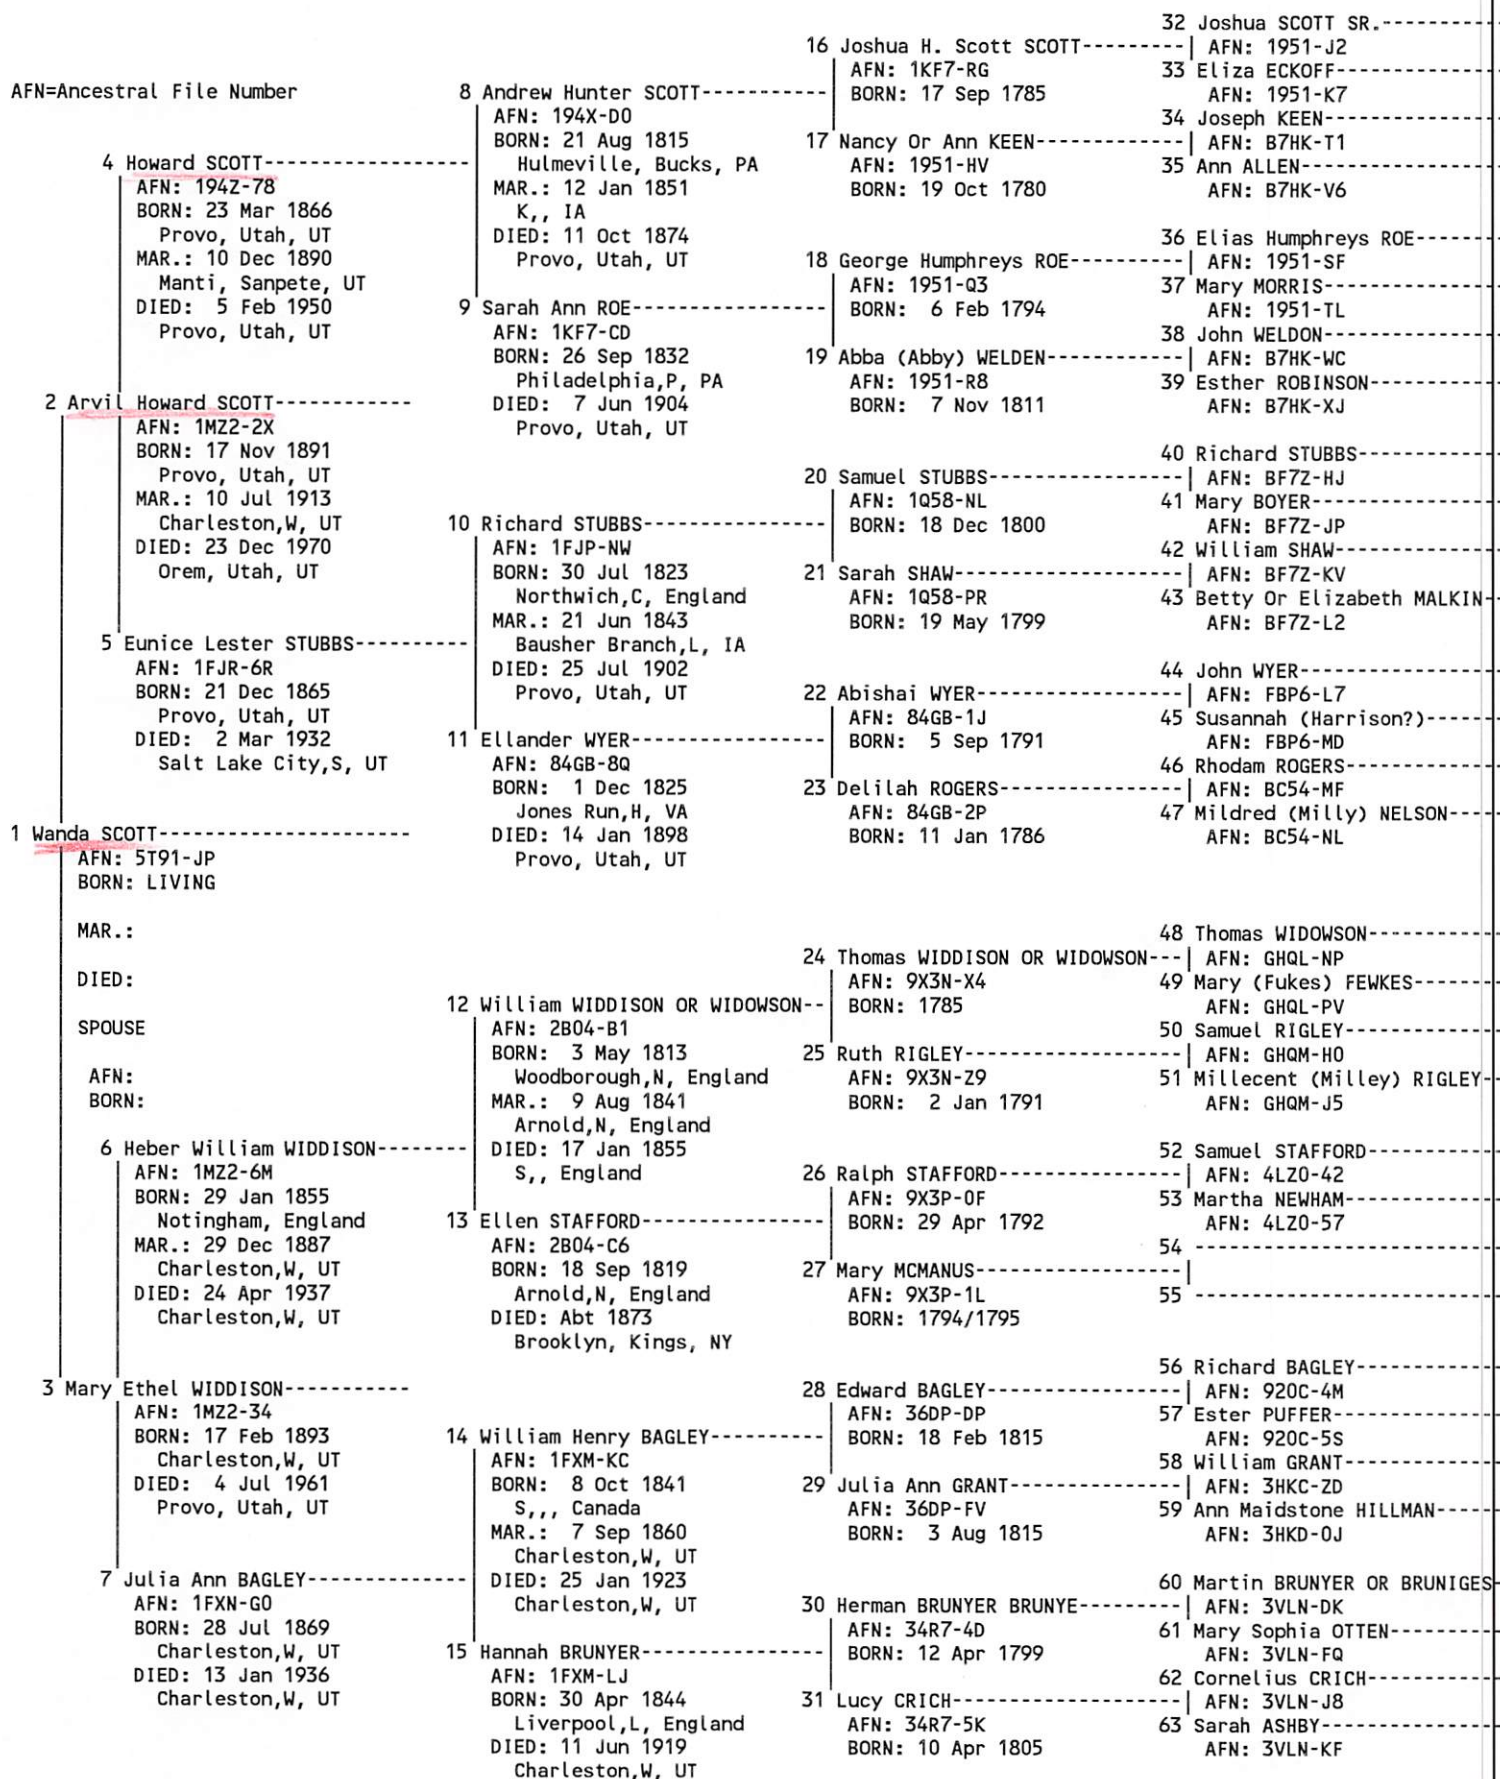 AFN=Ancestral File Number
1 Wanda SCOTT---------------------
AFN: 5T91-JP
BORN: LIVING
MAR.:
DIED:
SPOUSE
AFN:
BORN:
2 Arvil Howard SCOTT------------
AFN: 1MZ2-2X
BORN: 17 Nov 1891
Provo, Utah, UT
MAR.: 10 Jul 1913
Charleston,W, UT
DIED: 23 Dec 1970
Orem, Utah, UT
3 Mary Ethel WIDDISON-----------
AFN: 1MZ2-34
BORN: 17 Feb 1893
Charleston,W, UT
DIED: 4 Jul 1961
Provo, Utah, UT
4 Howard SCOTT------------------
AFN: 194Z-78
BORN: 23 Mar 1866
Provo, Utah, UT
MAR.: 10 Dec 1890
Manti, Sanpete, UT
DIED: 5 Feb 1950
Provo, Utah, UT
5 Eunice Lester STUBBS----------
AFN: 1FJR-6R
BORN: 21 Dec 1865
Provo, Utah, UT
DIED: 2 Mar 1932
Salt Lake City,S, UT
6 Heber William WIDDISON--------
AFN: 1MZ2-6M
BORN: 29 Jan 1855
Notingham, England
MAR.: 29 Dec 1887
Charleston,W, UT
DIED: 24 Apr 1937
Charleston,W, UT
7 Julia Ann BAGLEY--------------
AFN: 1FXN-G0
BORN: 28 Jul 1869
Charleston,W, UT
DIED: 13 Jan 1936
Charleston,W, UT
8 Andrew Hunter SCOTT-----------
AFN: 194X-D0
BORN: 21 Aug 1815
Hulmeville, Bucks, PA
MAR.: 12 Jan 1851
K,, IA
DIED: 11 Oct 1874
Provo, Utah, UT
9 Sarah Ann ROE-----------------
AFN: 1KF7-CD
BORN: 26 Sep 1832
Philadelphia,P, PA
DIED: 7 Jun 1904
Provo, Utah, UT
10 Richard STUBBS----------------
AFN: 1FJP-NW
BORN: 30 Jul 1823
Northwich,C, England
MAR.: 21 Jun 1843
Bausher Branch,L, IA
DIED: 25 Jul 1902
Provo, Utah, UT
11 Ellander WYER-----------------
AFN: 84GB-8Q
BORN: 1 Dec 1825
Jones Run,H, VA
DIED: 14 Jan 1898
Provo, Utah, UT
12 William WIDDISON OR WIDOWSON--
AFN: 2B04-B1
BORN: 3 May 1813
Woodborough,N, England
MAR.: 9 Aug 1841
Arnold,N, England
DIED: 17 Jan 1855
S,, England
13 Ellen STAFFORD----------------
AFN: 2B04-C6
BORN: 18 Sep 1819
Arnold,N, England
DIED: Abt 1873
Brooklyn, Kings, NY
14 William Henry BAGLEY----------
AFN: 1FXM-KC
BORN: 8 Oct 1841
S,,, Canada
MAR.: 7 Sep 1860
Charleston,W, UT
DIED: 25 Jan 1923
Charleston,W, UT
15 Hannah BRUNYER----------------
AFN: 1FXM-LJ
BORN: 30 Apr 1844
Liverpool,L, England
DIED: 11 Jun 1919
Charleston,W, UT
16 Joshua H. Scott SCOTT---------
AFN: 1KF7-RG
BORN: 17 Sep 1785
17 Nancy Or Ann KEEN-------------
AFN: 1951-HV
BORN: 19 Oct 1780
18 George Humphreys ROE----------
AFN: 1951-Q3
BORN: 6 Feb 1794
19 Abba (Abby) WELDEN------------
AFN: 1951-R8
BORN: 7 Nov 1811
20 Samuel STUBBS-----------------
AFN: 1Q58-NL
BORN: 18 Dec 1800
21 Sarah SHAW--------------------
AFN: 1Q58-PR
BORN: 19 May 1799
22 Abishai WYER------------------
AFN: 84GB-1J
BORN: 5 Sep 1791
23 Delilah ROGERS----------------
AFN: 84GB-2P
BORN: 11 Jan 1786
24 Thomas WIDDISON OR WIDOWSON---
AFN: 9X3N-X4
BORN: 1785
25 Ruth RIGLEY-------------------
AFN: 9X3N-Z9
BORN: 2 Jan 1791
26 Ralph STAFFORD----------------
AFN: 9X3P-0F
BORN: 29 Apr 1792
27 Mary MCMANUS------------------
AFN: 9X3P-1L
BORN: 1794/1795
28 Edward BAGLEY-----------------
AFN: 36DP-DP
BORN: 18 Feb 1815
29 Julia Ann GRANT---------------
AFN: 36DP-FV
BORN: 3 Aug 1815
30 Herman BRUNYER BRUNYE---------
AFN: 34R7-4D
BORN: 12 Apr 1799
31 Lucy CRICH--------------------
AFN: 34R7-5K
BORN: 10 Apr 1805
32 Joshua SCOTT SR.----------
AFN: 1951-J2
33 Eliza ECKOFF--------------
AFN: 1951-K7
34 Joseph KEEN---------------
AFN: B7HK-T1
35 Ann ALLEN-----------------
AFN: B7HK-V6
36 Elias Humphreys ROE-------
AFN: 1951-SF
37 Mary MORRIS---------------
AFN: 1951-TL
38 John WELDON---------------
AFN: B7HK-WC
39 Esther ROBINSON-----------
AFN: B7HK-XJ
40 Richard STUBBS------------
AFN: BF7Z-HJ
41 Mary BOYER----------------
AFN: BF7Z-JP
42 William SHAW--------------
AFN: BF7Z-KV
43 Betty Or Elizabeth MALKIN-
AFN: BF7Z-L2
44 John WYER-----------------
AFN: FBP6-L7
45 Susannah (Harrison?)------
AFN: FBP6-MD
46 Rhodam ROGERS-------------
AFN: BC54-MF
47 Mildred (Milly) NELSON----
AFN: BC54-NL
48 Thomas WIDOWSON-----------
AFN: GHQL-NP
49 Mary (Fukes) FEWKES-------
AFN: GHQL-PV
50 Samuel RIGLEY-------------
AFN: GHQM-H0
51 Millecent (Milley) RIGLEY-
AFN: GHQM-J5
52 Samuel STAFFORD-----------
AFN: 4LZ0-42
53 Martha NEWHAM-------------
AFN: 4LZ0-57
54 --------------------------
55 --------------------------
56 Richard BAGLEY------------
AFN: 920C-4M
57 Ester PUFFER--------------
AFN: 920C-5S
58 William GRANT-------------
AFN: 3HKC-ZD
59 Ann Maidstone HILLMAN-----
AFN: 3HKD-0J
60 Martin BRUNYER OR BRUNIGES
AFN: 3VLN-DK
61 Mary Sophia OTTEN---------
AFN: 3VLN-FQ
62 Cornelius CRICH-----------
AFN: 3VLN-J8
63 Sarah ASHBY---------------
AFN: 3VLN-KF